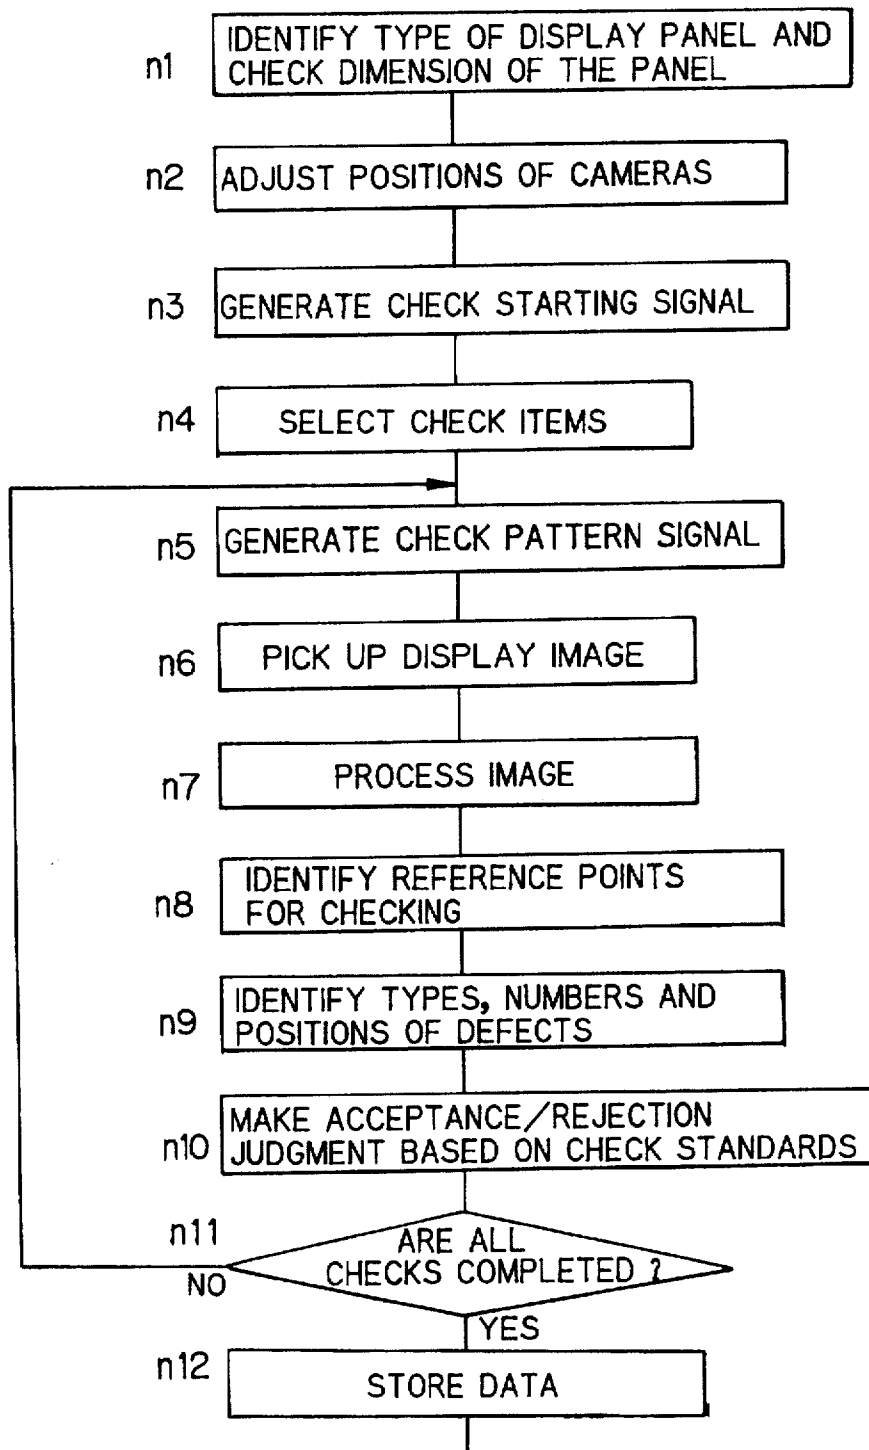 n1
IDENTIFY TYPE OF DISPLAY PANEL AND
CHECK DIMENSION OF THE PANEL
n2
ADJUST POSITIONS OF CAMERAS
n3
GENERATE CHECK STARTING SIGNAL
n4
SELECT CHECK ITEMS
n5
GENERATE CHECK PATTERN SIGNAL
n6
PICK UP DISPLAY IMAGE
n7
PROCESS IMAGE
n8
IDENTIFY REFERENCE POINTS
FOR CHECKING
n9
IDENTIFY TYPES, NUMBERS AND
POSITIONS OF DEFECTS
n10
MAKE ACCEPTANCE/REJECTION
JUDGMENT BASED ON CHECK STANDARDS
n11
ARE ALL
CHECKS COMPLETED ?
NO
YES
n12
STORE DATA